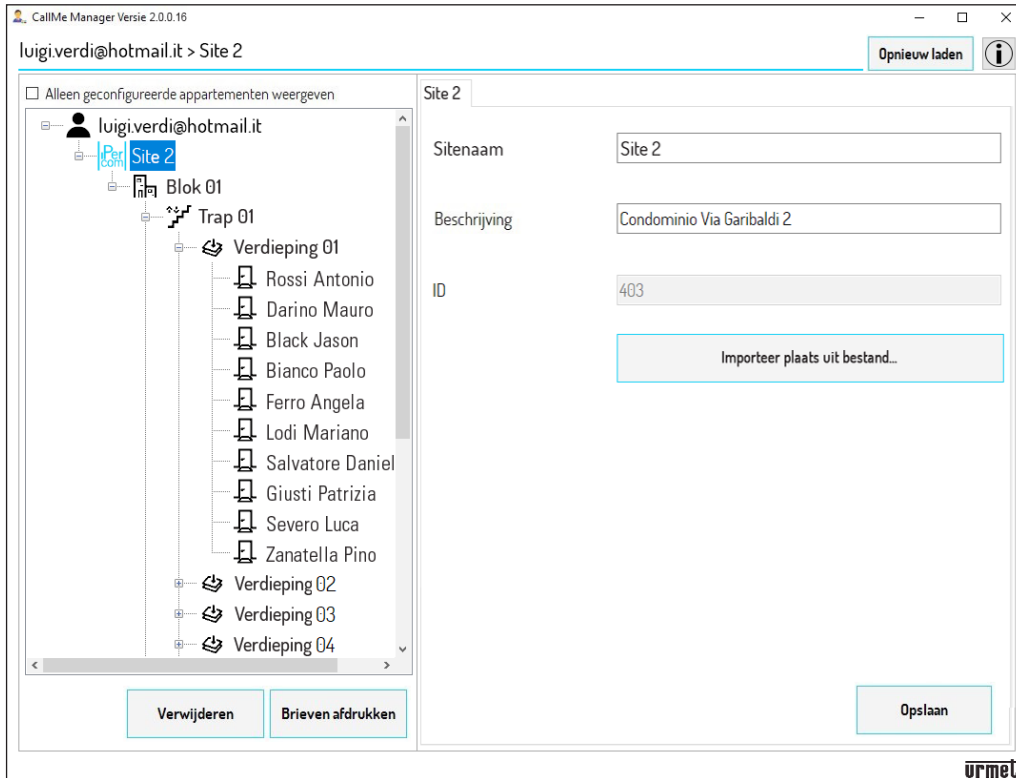 CallMe Manager Versie 2.0.0.16
luigi.verdi@hotmail.it > Site 2
Opnieuw laden
i
Alleen geconfigureerde appartementen weergeven
luigi.verdi@hotmail.it
iPer com Site 2
Blok 01
Trap 01
Verdieping 01
Rossi Antonio
Darino Mauro
Black Jason
Bianco Paolo
Ferro Angela
Lodi Mariano
Salvatore Daniel
Giusti Patrizia
Severo Luca
Zanatella Pino
Verdieping 02
Verdieping 03
Verdieping 04
Verwijderen
Brieven afdrukken
Site 2
Sitenaam
Site 2
Beschrijving
Condominio Via Garibaldi 2
ID
403
Importeer plaats uit bestand...
Opslaan
urmet